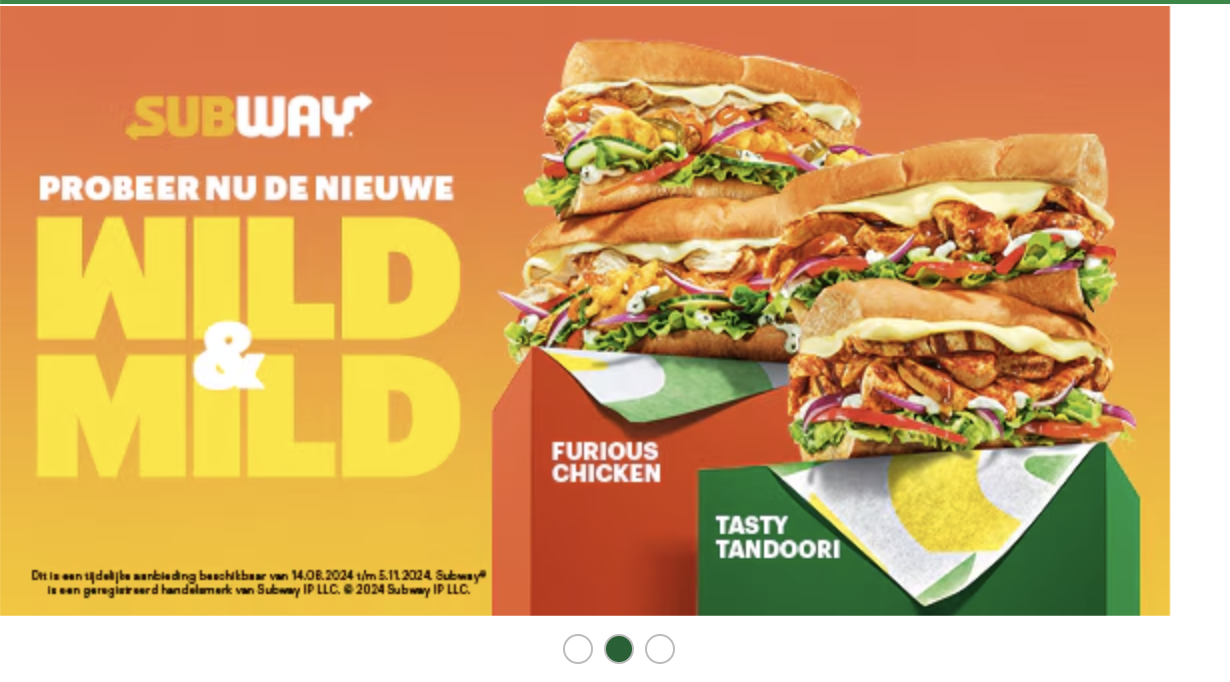 SUBWAY
PROBEER NU DE NIEUWE
WILD
&
MILD
FURIOUS
CHICKEN
TASTY
TANDOORI
Dit is een tijdelijke aanbieding beschikbaar van 14.08.2024 t/m 5.11.2024. Subway®
is een geregistreerd handelsmerk van Subway IP LLC. © 2024 Subway IP LLC.